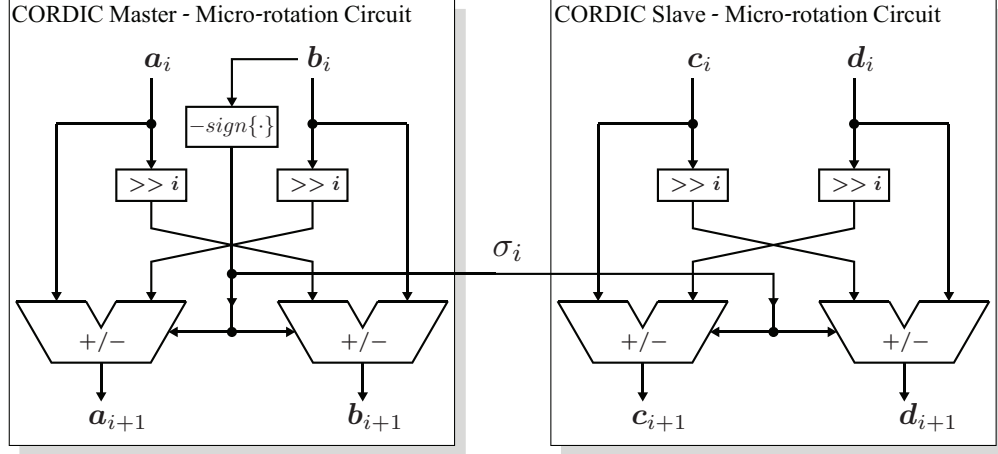 CORDIC Master - Micro-rotation Circuit
CORDIC Slave - Micro-rotation Circuit
a_i
b_i
c_i
d_i
−sign{·}
>> i
>> i
>> i
>> i
σ_i
+/−
+/−
+/−
+/−
a_{i+1}
b_{i+1}
c_{i+1}
d_{i+1}